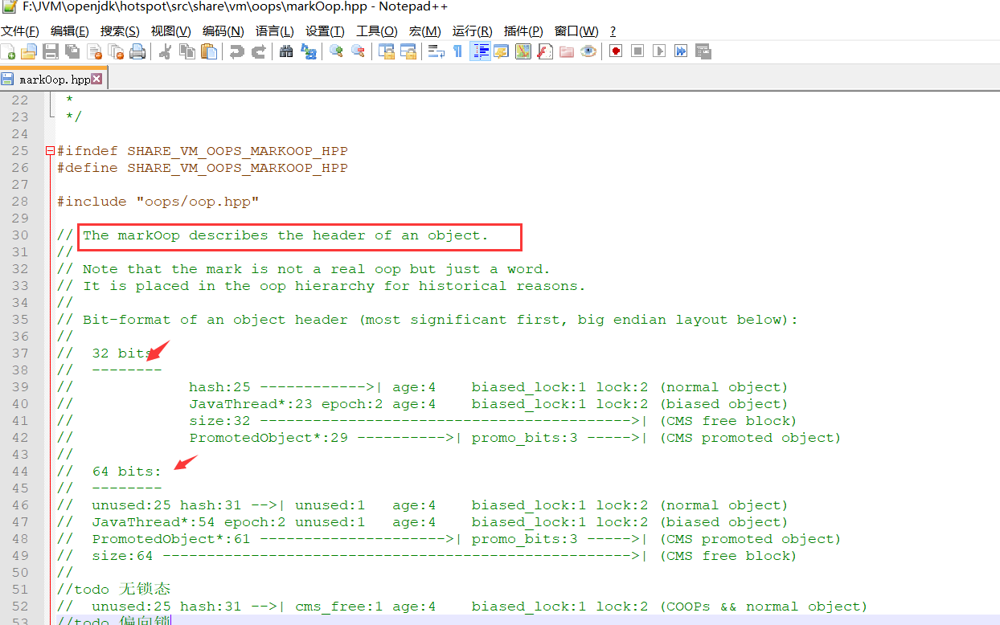 F:\JVM\openjdk\hotspot\src\share\vm\oops\markOop.hpp - Notepad++
文件(F) 编辑(E) 搜索(S) 视图(V) 编码(N) 语言(L) 设置(T) 工具(O) 宏(M) 运行(R) 插件(P) 窗口(W) ?
markOop.hpp
22 *
23 */
24
25 #ifndef SHARE_VM_OOPS_MARKOOP_HPP
26 #define SHARE_VM_OOPS_MARKOOP_HPP
27
28 #include "oops/oop.hpp"
29
30 // The markOop describes the header of an object.
31 //
32 // Note that the mark is not a real oop but just a word.
33 // It is placed in the oop hierarchy for historical reasons.
34 //
35 // Bit-format of an object header (most significant first, big endian layout below):
36 //
37 //  32 bits
38 //  --------
39 //             hash:25 ------------>| age:4    biased_lock:1 lock:2 (normal object)
40 //             JavaThread*:23 epoch:2 age:4    biased_lock:1 lock:2 (biased object)
41 //             size:32 ------------------------------------------>| (CMS free block)
42 //             PromotedObject*:29 ---------->| promo_bits:3 ----->| (CMS promoted object)
43 //
44 //  64 bits:
45 //  --------
46 //  unused:25 hash:31 -->| unused:1   age:4    biased_lock:1 lock:2 (normal object)
47 //  JavaThread*:54 epoch:2 unused:1   age:4    biased_lock:1 lock:2 (biased object)
48 //  PromotedObject*:61 --------------------->| promo_bits:3 ----->| (CMS promoted object)
49 //  size:64 ----------------------------------------------------->| (CMS free block)
50 //
51 //todo 无锁态
52 //  unused:25 hash:31 -->| cms_free:1 age:4    biased_lock:1 lock:2 (COOPs && normal object)
53 //todo 偏向锁